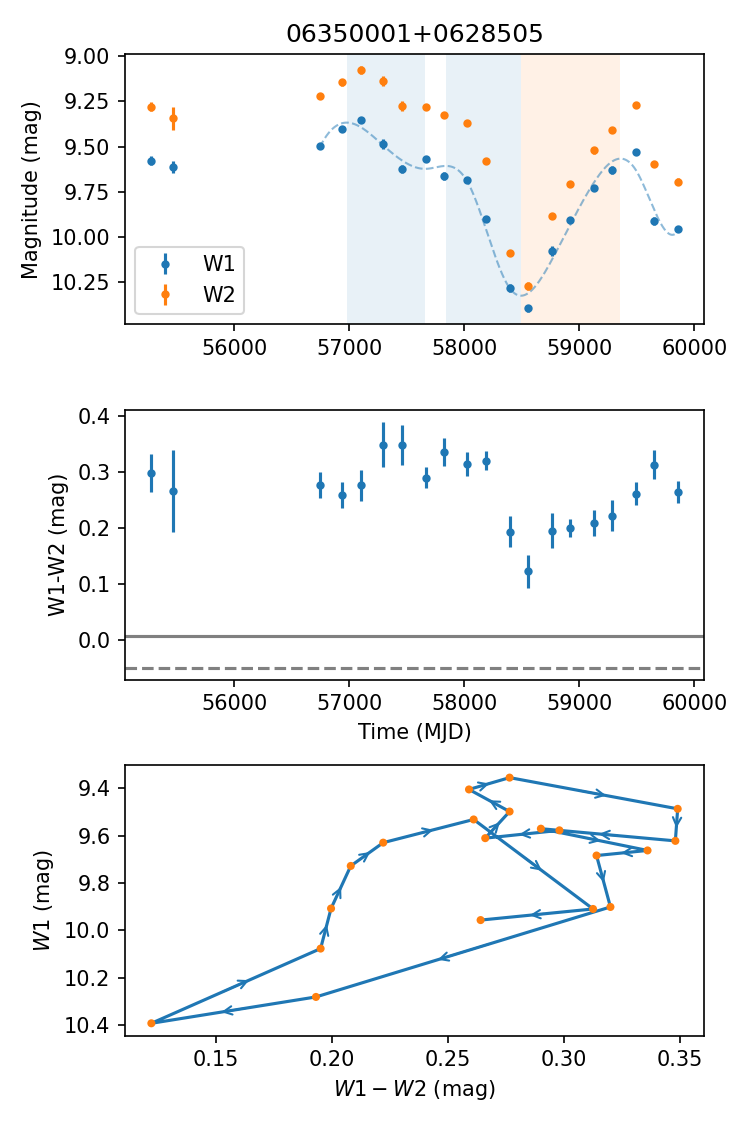 06350001+0628505
9.00
9.25
9.50
9.75
10.00
10.25
Magnitude (mag)
W1
W2
56000 57000 58000 59000 60000
0.4
0.3
0.2
0.1
0.0
W1-W2 (mag)
56000 57000 58000 59000 60000
Time (MJD)
9.4
9.6
9.8
10.0
10.2
10.4
W1 (mag)
0.15 0.20 0.25 0.30 0.35
W1 − W2 (mag)